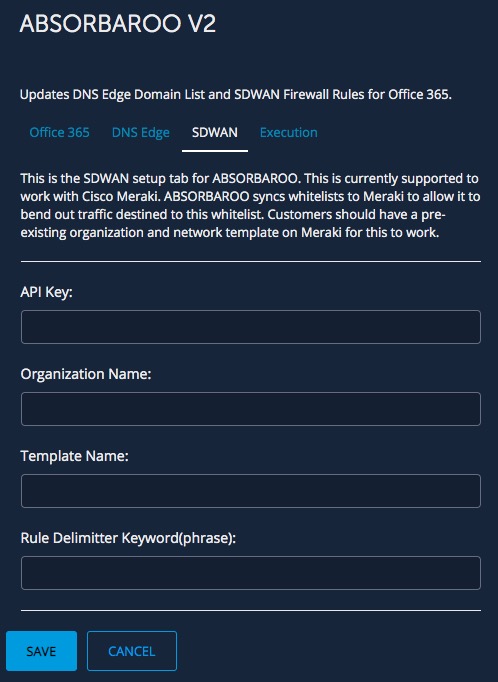 ABSORBAROO V2
Updates DNS Edge Domain List and SDWAN Firewall Rules for Office 365.
Office 365 DNS Edge SDWAN Execution
This is the SDWAN setup tab for ABSORBAROO. This is currently supported to
work with Cisco Meraki. ABSORBAROO syncs whitelists to Meraki to allow it to
bend out traffic destined to this whitelist. Customers should have a pre-
existing organization and network template on Meraki for this to work.
API Key:
Organization Name:
Template Name:
Rule Delimitter Keyword(phrase):
SAVE CANCEL